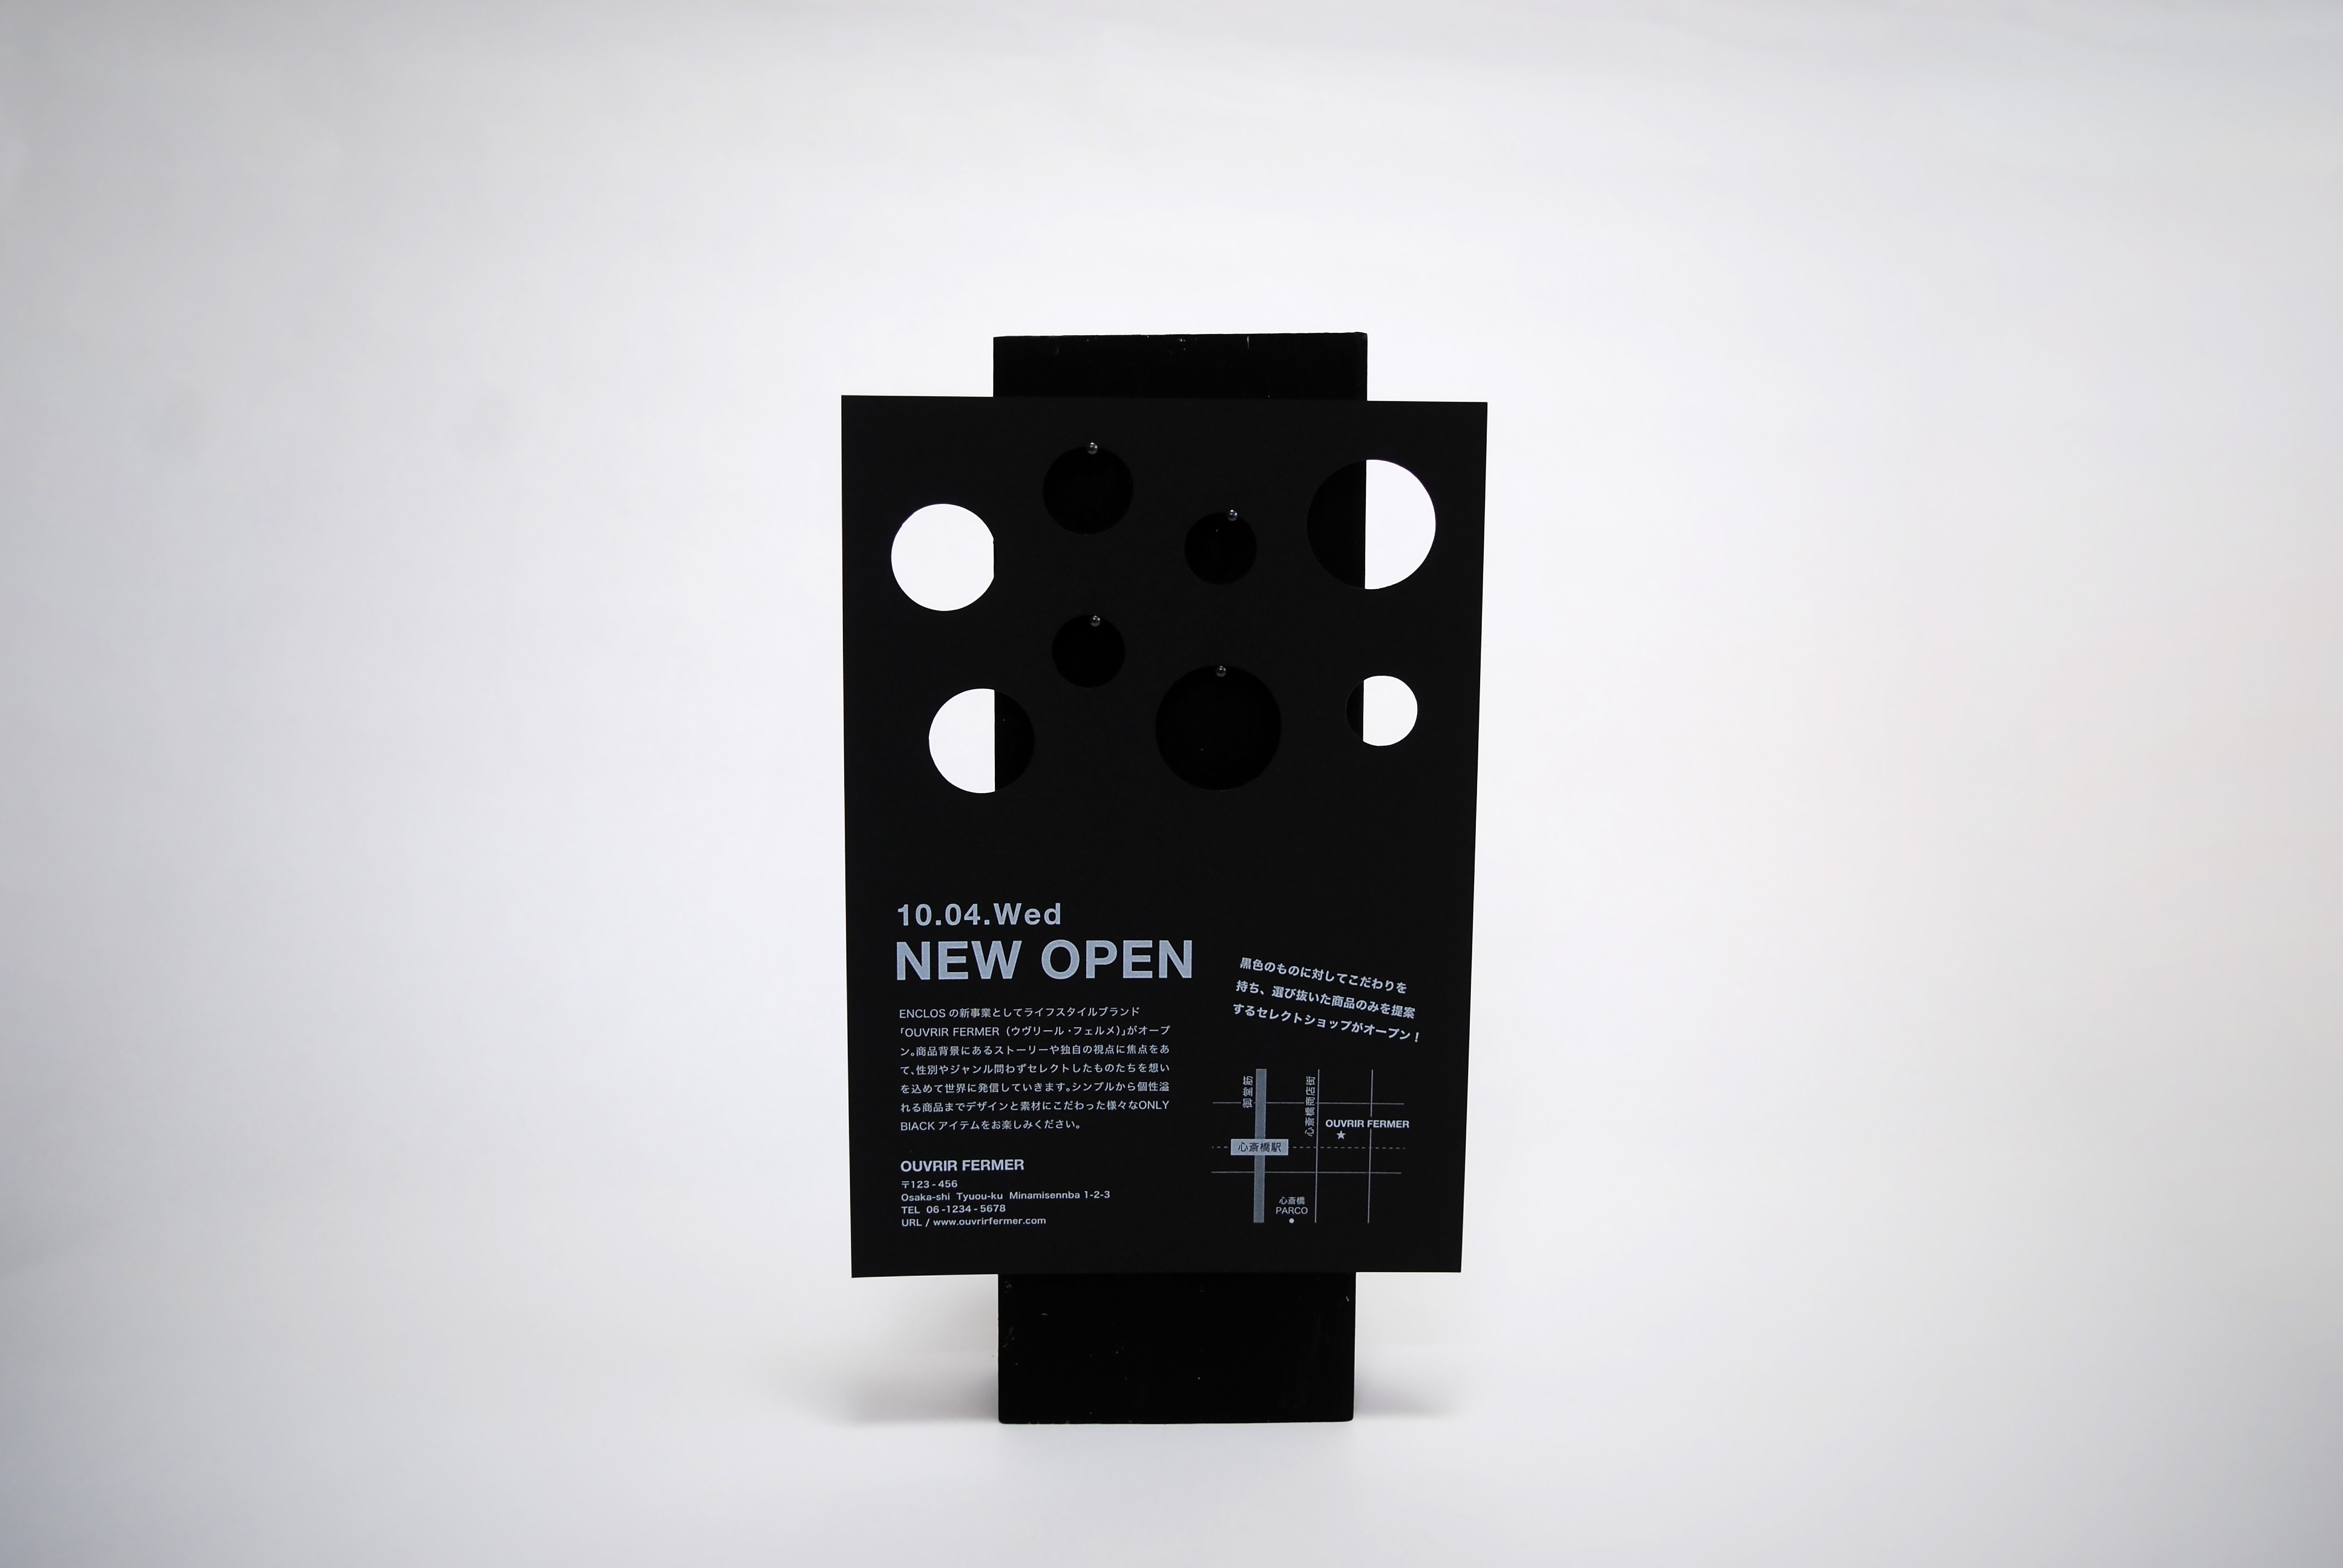 10.04.Wed
NEW OPEN
黒色のものに対してこだわりを
持ち、選び抜いた商品のみを提案
するセレクトショップがオープン！
ENCLOS の新事業としてライフスタイルブランド
「OUVRIR FERMER（ウヴリール・フェルメ）」がオープ
ン。商品背景にあるストーリーや独自の視点に焦点をあ
て、性別やジャンル問わずセレクトしたものたちを想い
を込めて世界に発信していきます。シンプルから個性溢
れる商品までデザインと素材にこだわった様々なONLY
BIACK アイテムをお楽しみください。
OUVRIR FERMER
〒123-456
Osaka-shi Tyuou-ku Minamisennba 1-2-3
TEL 06-1234-5678
URL / www.ouvrirfermer.com
御堂筋
心斎橋商店街
OUVRIR FERMER
★
心斎橋駅
心斎橋
PARCO